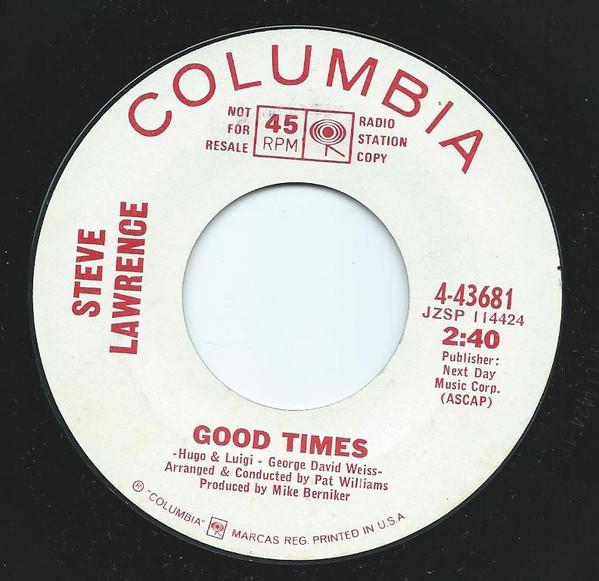 COLUMBIA
NOT
FOR
RESALE
45
RPM
RADIO
STATION
COPY
STEVE
LAWRENCE
4-43681
JZSP 114424
2:40
Publisher:
Next Day
Music Corp.
(ASCAP)
GOOD TIMES
-Hugo & Luigi - George David Weiss-
Arranged & Conducted by Pat Williams
Produced by Mike Berniker
® "COLUMBIA" MARCAS REG. PRINTED IN U.S.A